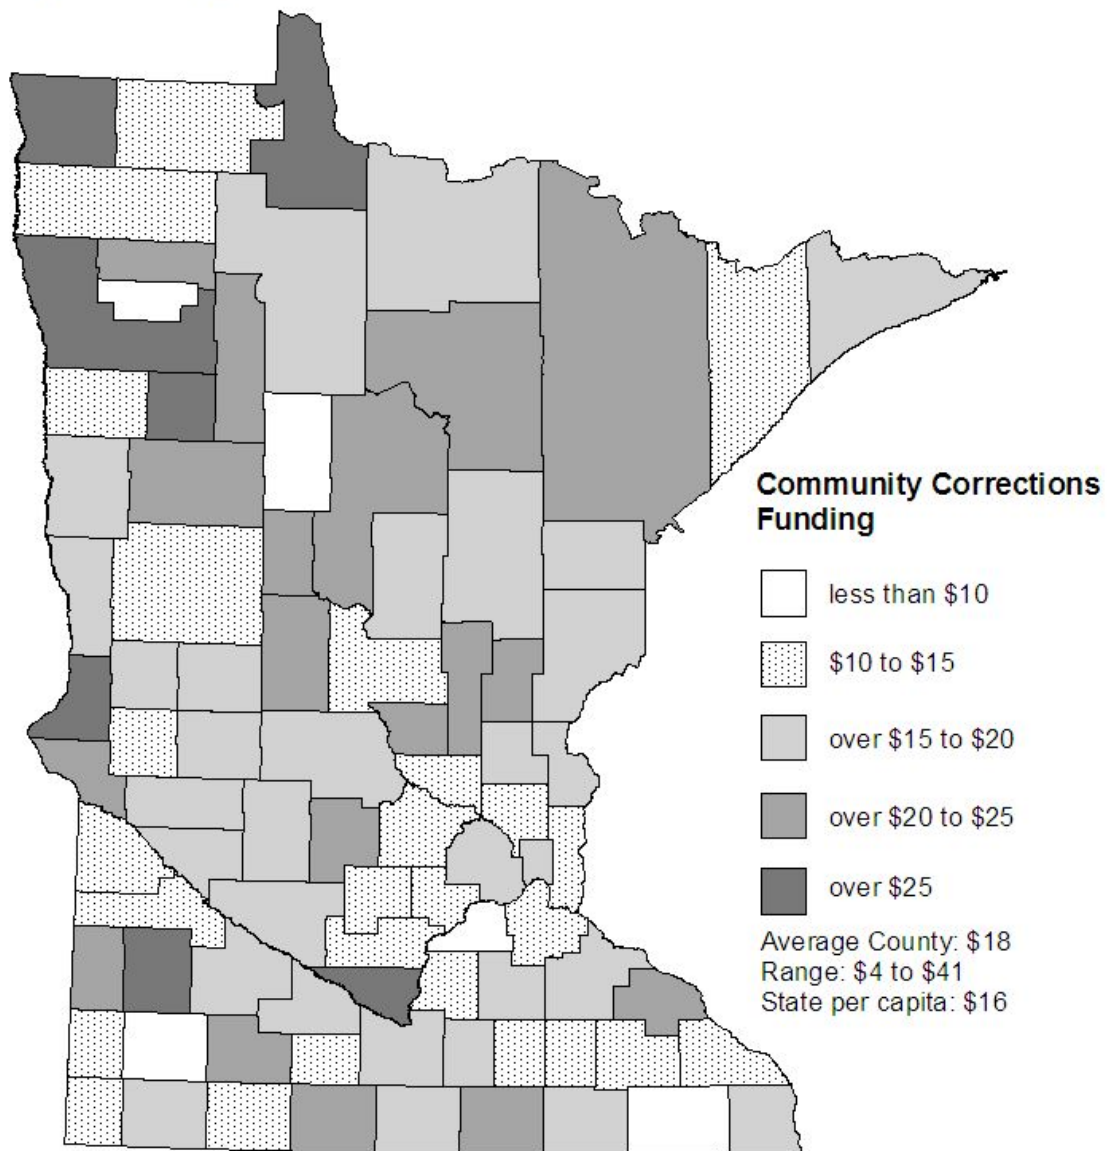 Community Corrections
Funding
less than $10
$10 to $15
over $15 to $20
over $20 to $25
over $25
Average County: $18
Range: $4 to $41
State per capita: $16